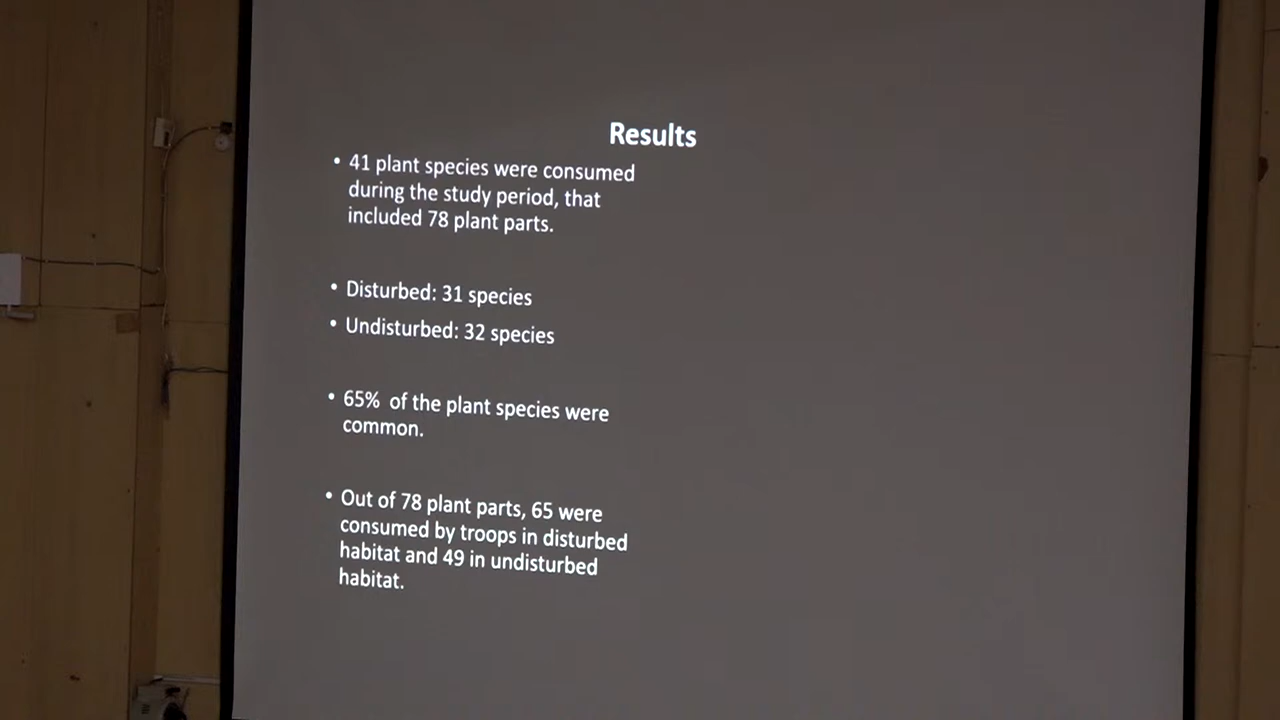 Results
• 41 plant species were consumed
during the study period, that
included 78 plant parts.
• Disturbed: 31 species
• Undisturbed: 32 species
• 65% of the plant species were
common.
• Out of 78 plant parts, 65 were
consumed by troops in disturbed
habitat and 49 in undisturbed
habitat.